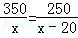 350/x = 250/(x − 20)